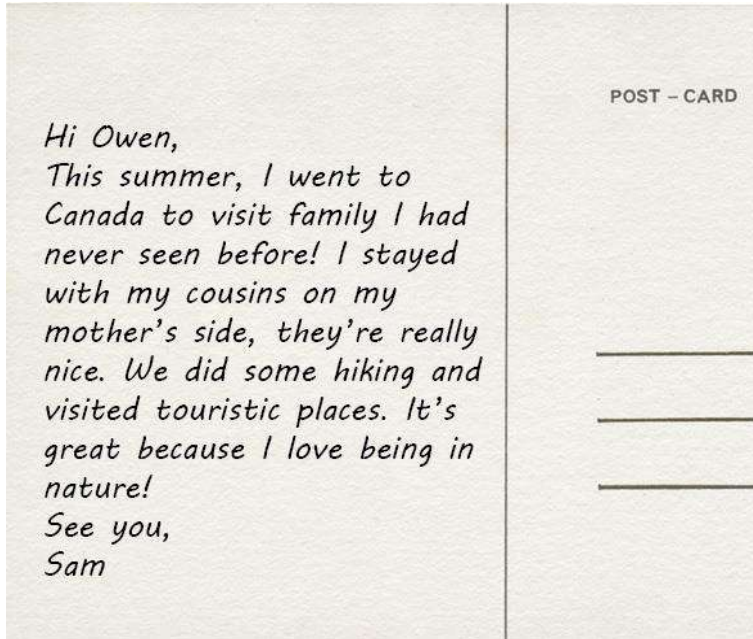 POST – CARD
Hi Owen,
This summer, I went to
Canada to visit family I had
never seen before! I stayed
with my cousins on my
mother's side, they're really
nice. We did some hiking and
visited touristic places. It's
great because I love being in
nature!
See you,
Sam